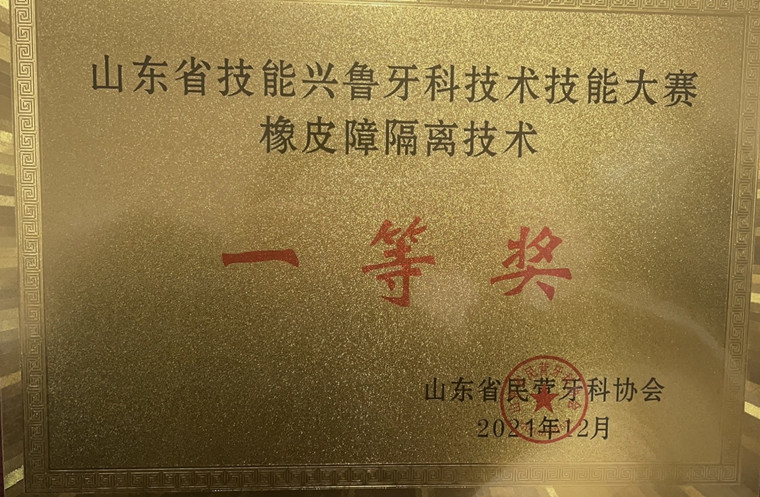 山东省技能兴鲁牙科技术技能大赛
橡皮障隔离技术
一等奖
山东省民营牙科协会
2021年12月